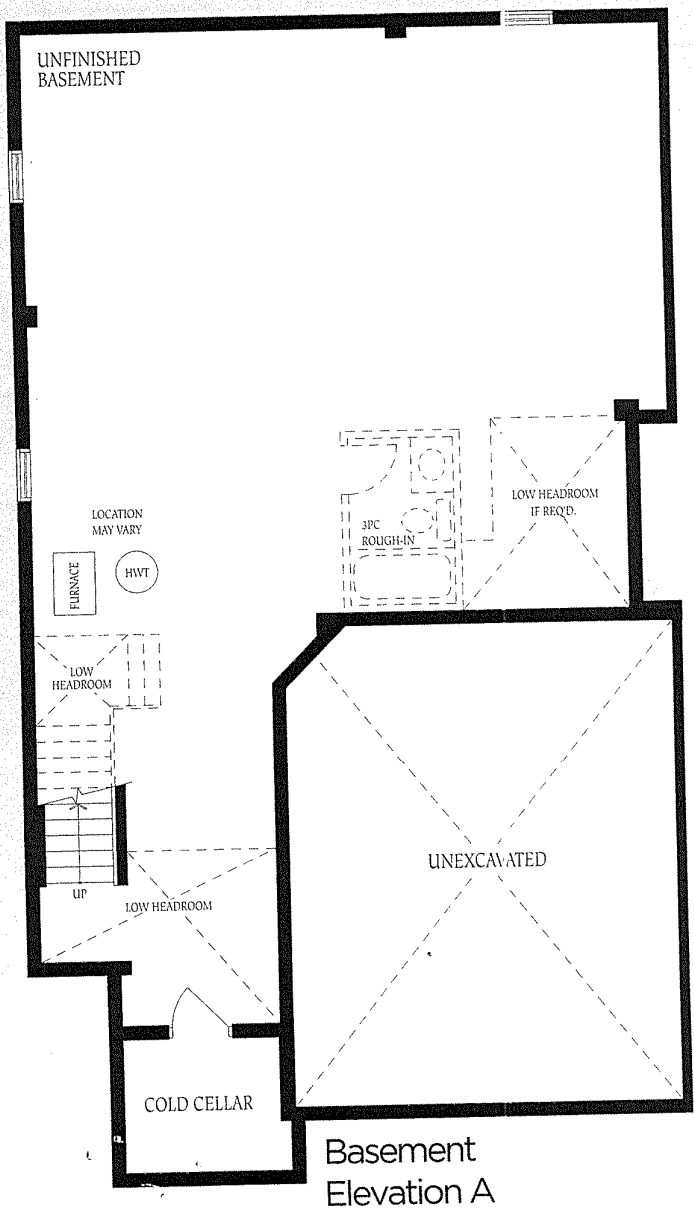 UNFINISHED
BASEMENT
LOW HEADROOM
IF REQ'D.
LOCATION
MAY VARY
3PC
ROUGH-IN
FURNACE
HWT
LOW
HEADROOM
UNEXCAVATED
UP
LOW HEADROOM
COLD CELLAR
Basement
Elevation A